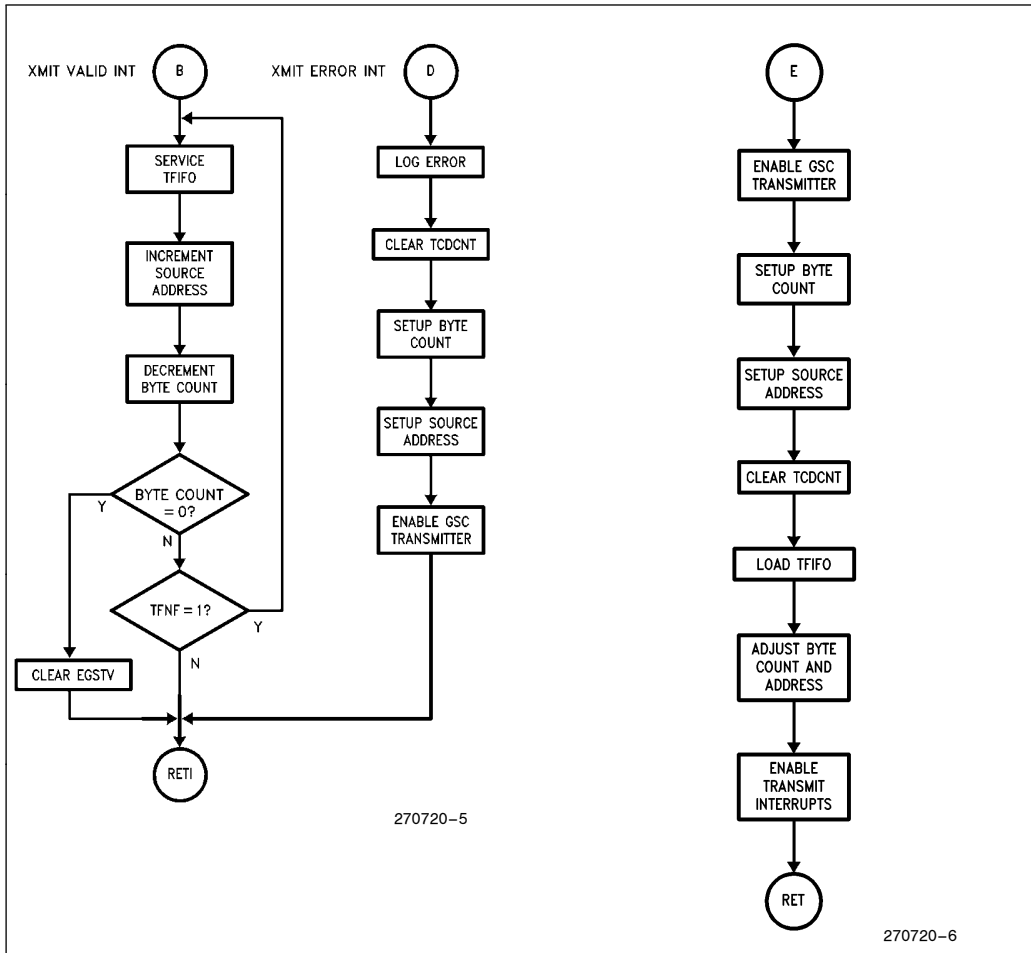 XMIT VALID INT
B
SERVICE
TFIFO
INCREMENT
SOURCE
ADDRESS
DECREMENT
BYTE COUNT
BYTE COUNT
= 0?
Y
N
TFNF = 1?
Y
N
CLEAR EGSTV
RETI
XMIT ERROR INT
D
LOG ERROR
CLEAR TCDCNT
SETUP BYTE
COUNT
SETUP SOURCE
ADDRESS
ENABLE GSC
TRANSMITTER
270720–5
E
ENABLE GSC
TRANSMITTER
SETUP BYTE
COUNT
SETUP SOURCE
ADDRESS
CLEAR TCDCNT
LOAD TFIFO
ADJUST BYTE
COUNT AND
ADDRESS
ENABLE
TRANSMIT
INTERRUPTS
RET
270720–6